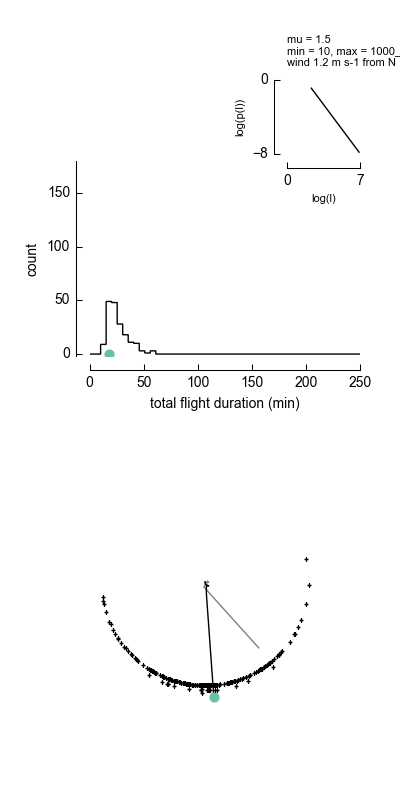 mu = 1.5
min = 10, max = 1000_
wind 1.2 m s-1 from N
0
log(p(l))
−8
0
7
log(l)
150
100
50
0
count
0
50
100
150
200
250
total flight duration (min)